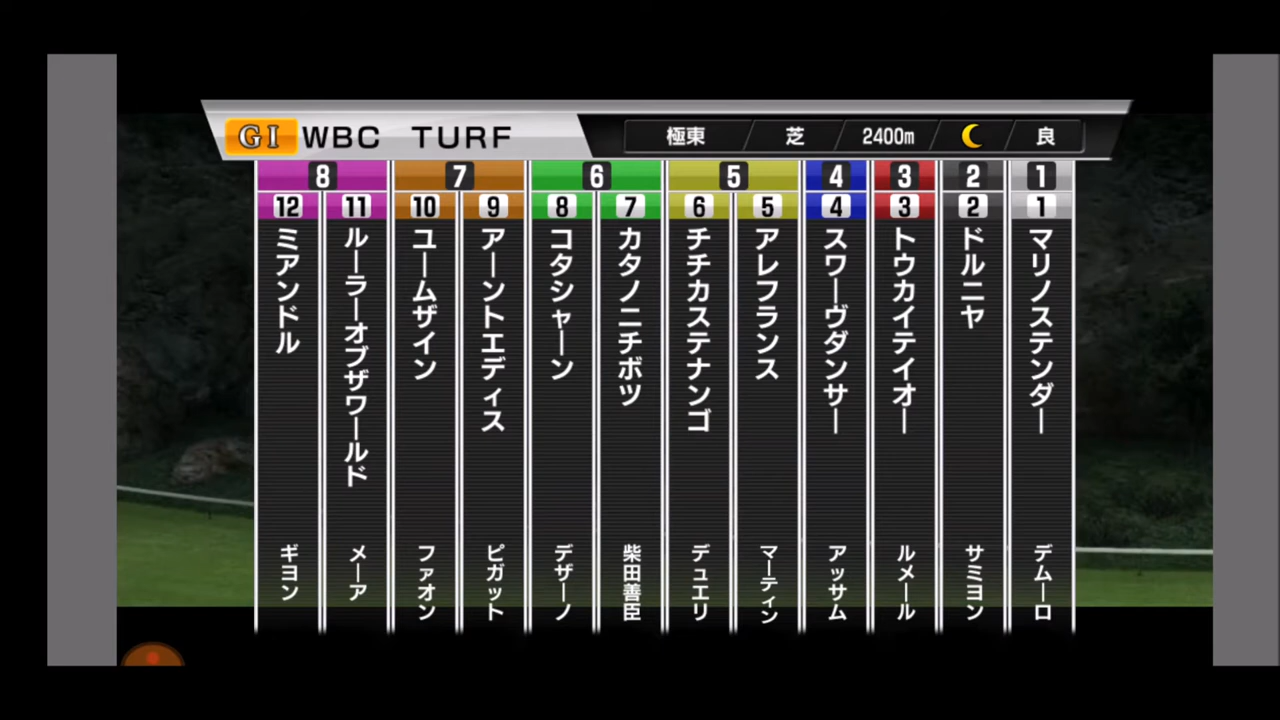 GI WBC TURF 極東 芝 2400m 良
1 1 マリノステンダー デムーロ
2 2 ドルニヤ サミヨン
3 3 トウカイテイオー ルメール
4 4 スワーヴダンサー アッサム
5 5 アレフランス マーティン
6 チチカステナンゴ デュエリ
6 7 カタノニチボツ 柴田善臣
8 コタシャーン デザーノ
7 9 アーントエディス ピガット
10 ユームザイン ファオン
8 11 ルーラーオブザワールド メーア
12 ミアンドル ギヨン